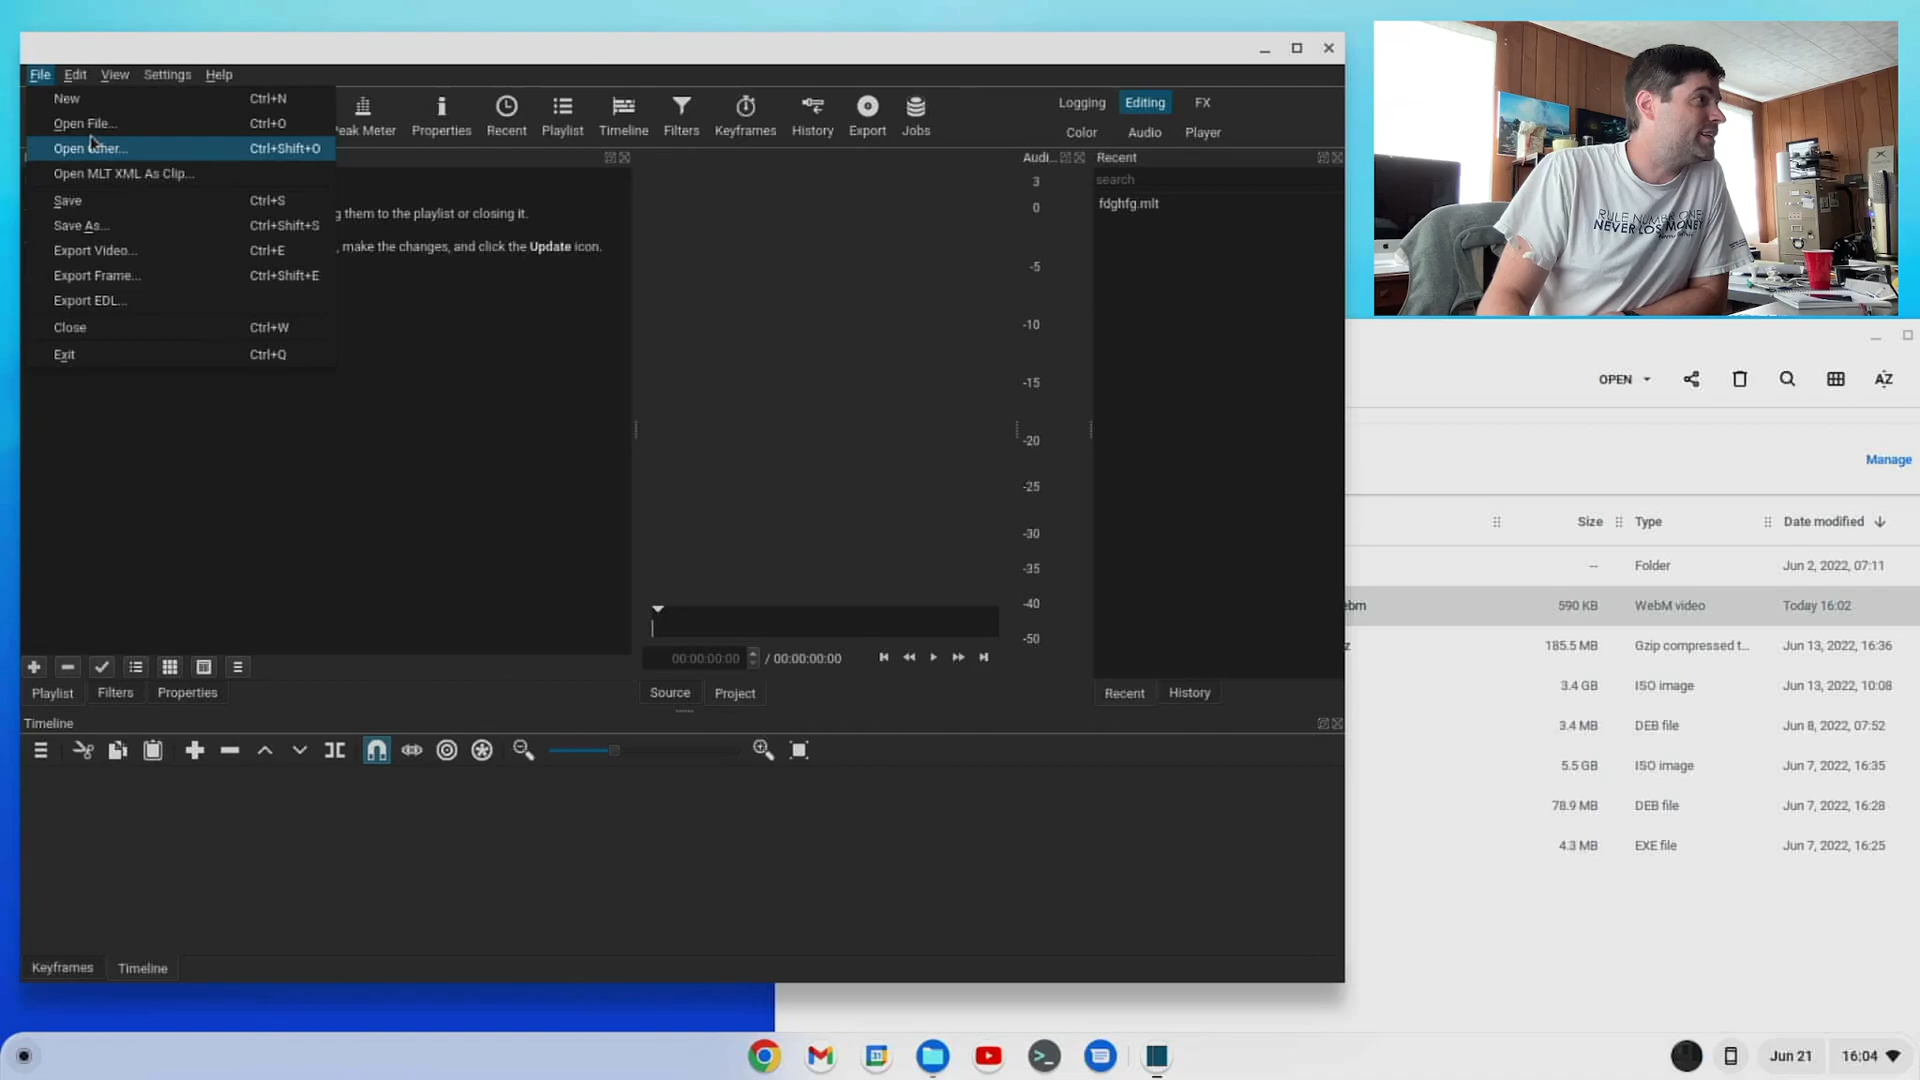 File Edit View Settings Help
New Ctrl+N
Open File... Ctrl+O
Open Other... Ctrl+Shift+O
Open MLT XML As Clip...
Save Ctrl+S
Save As... Ctrl+Shift+S
Export Video... Ctrl+E
Export Frame... Ctrl+Shift+E
Export EDL...
Close Ctrl+W
Exit Ctrl+Q
eak Meter Properties Recent Playlist Timeline Filters Keyframes History Export Jobs
Logging Editing FX
Color Audio Player
g them to the playlist or closing it.
, make the changes, and click the Update icon.
Audi...
3
0
-5
-10
-15
-20
-25
-30
-35
-40
-50
Recent
search
fdghfg.mlt
00:00:00:00 / 00:00:00:00
Playlist Filters Properties
Source Project
Recent History
Timeline
Keyframes Timeline
RULE NUMBER ONE
NEVER LOS MONEY
OPEN
AZ
Manage
Size Type Date modified
-- Folder Jun 2, 2022, 07:11
ebm 590 KB WebM video Today 16:02
z 185.5 MB Gzip compressed t... Jun 13, 2022, 16:36
3.4 GB ISO image Jun 13, 2022, 10:08
3.4 MB DEB file Jun 8, 2022, 07:52
5.5 GB ISO image Jun 7, 2022, 16:35
78.9 MB DEB file Jun 7, 2022, 16:28
4.3 MB EXE file Jun 7, 2022, 16:25
31
Jun 21 16:04